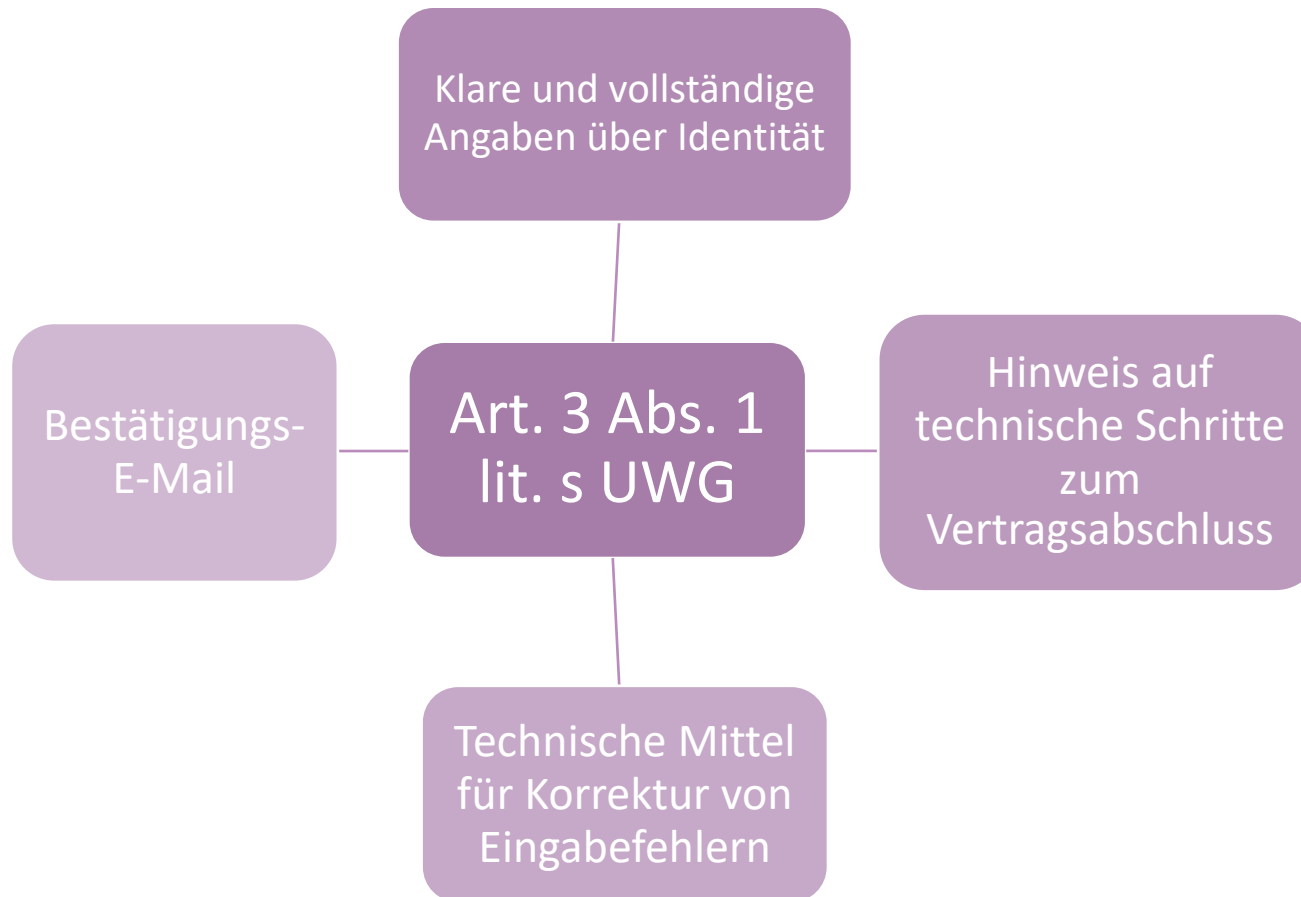 Klare und vollständige
Angaben über Identität
Bestätigungs-
E-Mail
Art. 3 Abs. 1
lit. s UWG
Hinweis auf
technische Schritte
zum
Vertragsabschluss
Technische Mittel
für Korrektur von
Eingabefehlern